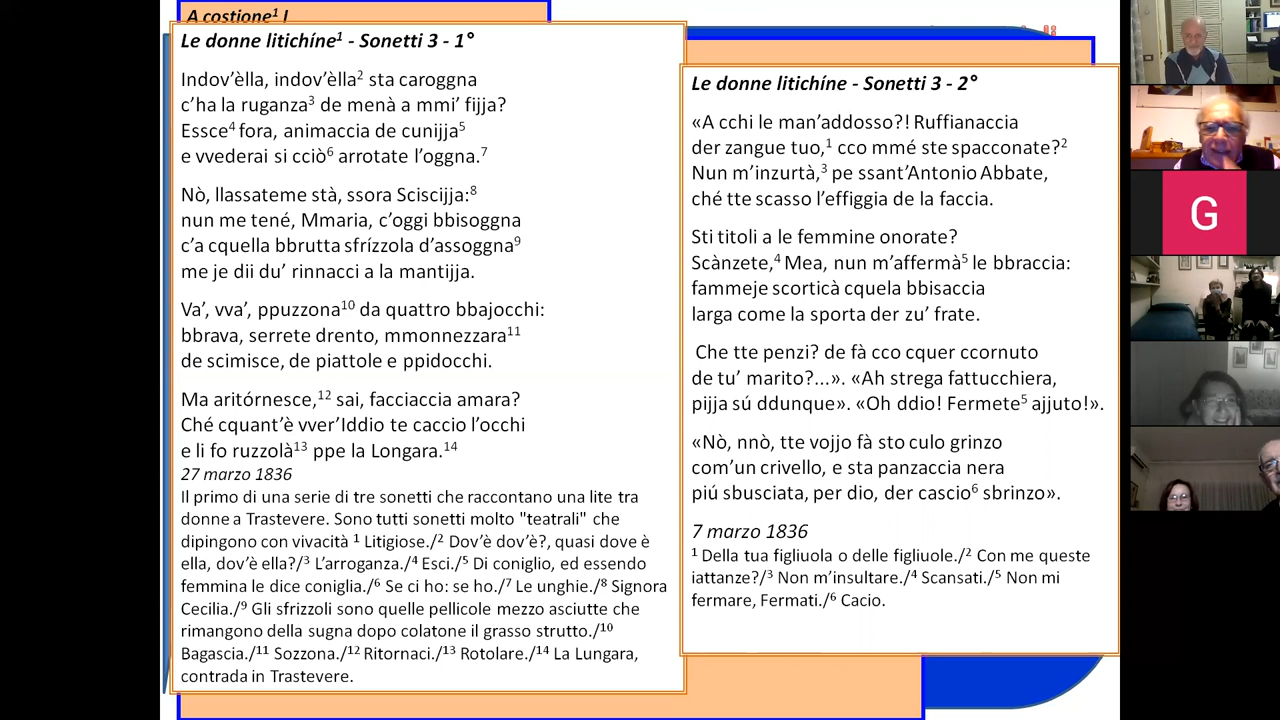 A costione¹ I
Le donne litichíne¹ - Sonetti 3 - 1°
Indov’èlla, indov’èlla² sta caroggna
c’ha la ruganza³ de menà a mmi’ fijja?
Essce⁴ fora, animaccia de cunijja⁵
e vvederai si cciò⁶ arrotate l’oggna.⁷
Nò, llassateme stà, ssora Sciscijja:⁸
nun me tené, Mmaria, c’oggi bbisoggna
c’a cquella bbrutta sfrízzola d’assoggna⁹
me je dii du’ rinnacci a la mantijja.
Va’, vva’, ppuzzona¹⁰ da quattro bbajocchi:
bbrava, serrete drento, mmonnezzara¹¹
de scimisce, de piattole e ppidocchi.
Ma aritórnesce,¹² sai, facciaccia amara?
Ché cquant’è vver’Iddio te caccio l’occhi
e li fo ruzzolà¹³ ppe la Longara.¹⁴
27 marzo 1836
Il primo di una serie di tre sonetti che raccontano una lite tra
donne a Trastevere. Sono tutti sonetti molto "teatrali" che
dipingono con vivacità ¹ Litigiose./² Dov’è dov’è?, quasi dove è
ella, dov’è ella?/³ L’arroganza./⁴ Esci./⁵ Di coniglio, ed essendo
femmina le dice coniglia./⁶ Se ci ho: se ho./⁷ Le unghie./⁸ Signora
Cecilia./⁹ Gli sfrizzoli sono quelle pellicole mezzo asciutte che
rimangono della sugna dopo colatone il grasso strutto./¹⁰
Bagascia./¹¹ Sozzona./¹² Ritornaci./¹³ Rotolare./¹⁴ La Lungara,
contrada in Trastevere.
Le donne litichíne - Sonetti 3 - 2°
«A cchi le man’addosso?! Ruffianaccia
der zangue tuo,¹ cco mmé ste spacconate?²
Nun m’inzurtà,³ pe ssant’Antonio Abbate,
ché tte scasso l’effiggia de la faccia.
Sti titoli a le femmine onorate?
Scànzete,⁴ Mea, nun m’affermà⁵ le bbraccia:
fammeje scorticà cquela bbisaccia
larga come la sporta der zu’ frate.
Che tte penzi? de fà cco cquer ccornuto
de tu’ marito?...». «Ah strega fattucchiera,
pijja sú ddunque». «Oh ddio! Fermete⁵ ajjuto!».
«Nò, nnò, tte vojjo fà sto culo grinzo
com’un crivello, e sta panzaccia nera
piú sbusciata, per dio, der cascio⁶ sbrinzo».
7 marzo 1836
¹ Della tua figliuola o delle figliuole./² Con me queste
iattanze?/³ Non m’insultare./⁴ Scansati./⁵ Non mi
fermare, Fermati./⁶ Cacio.
G